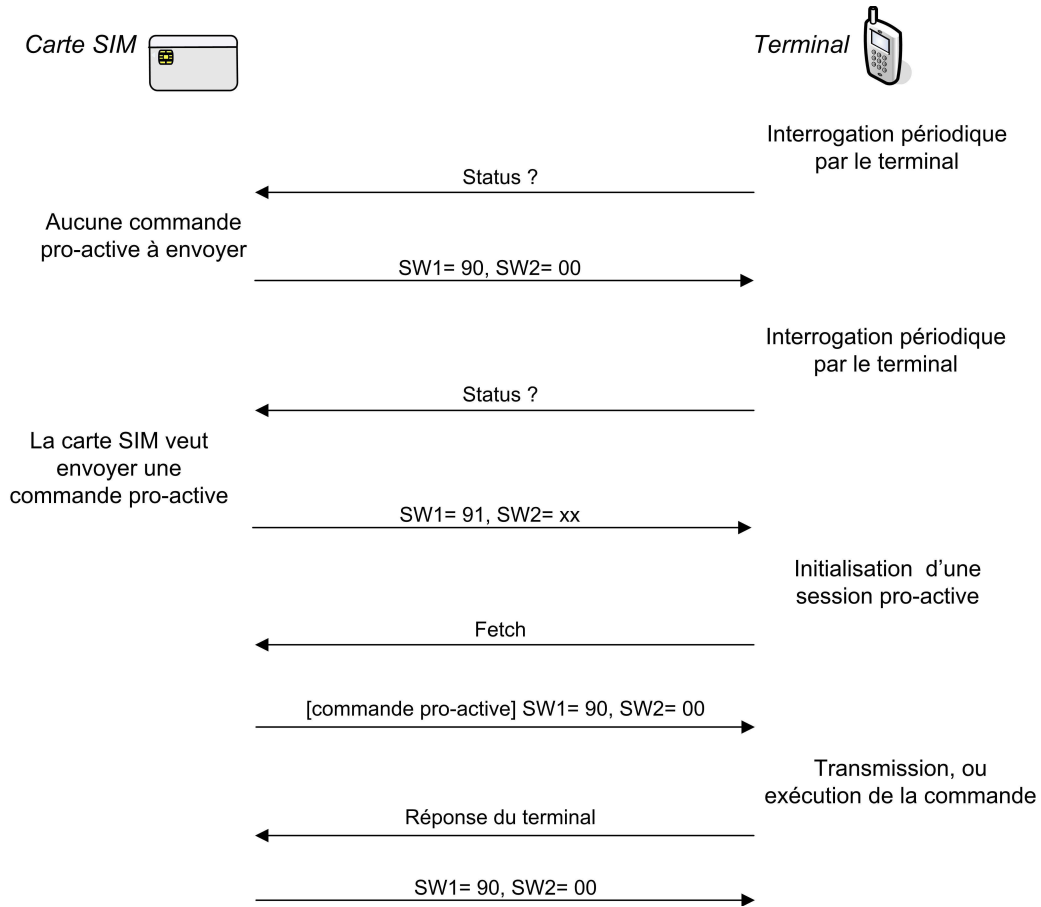 Carte SIM
Terminal
Interrogation périodique
par le terminal
Status ?
Aucune commande
pro-active à envoyer
SW1= 90, SW2= 00
Interrogation périodique
par le terminal
Status ?
La carte SIM veut
envoyer une
commande pro-active
SW1= 91, SW2= xx
Initialisation d’une
session pro-active
Fetch
[commande pro-active] SW1= 90, SW2= 00
Transmission, ou
exécution de la commande
Réponse du terminal
SW1= 90, SW2= 00